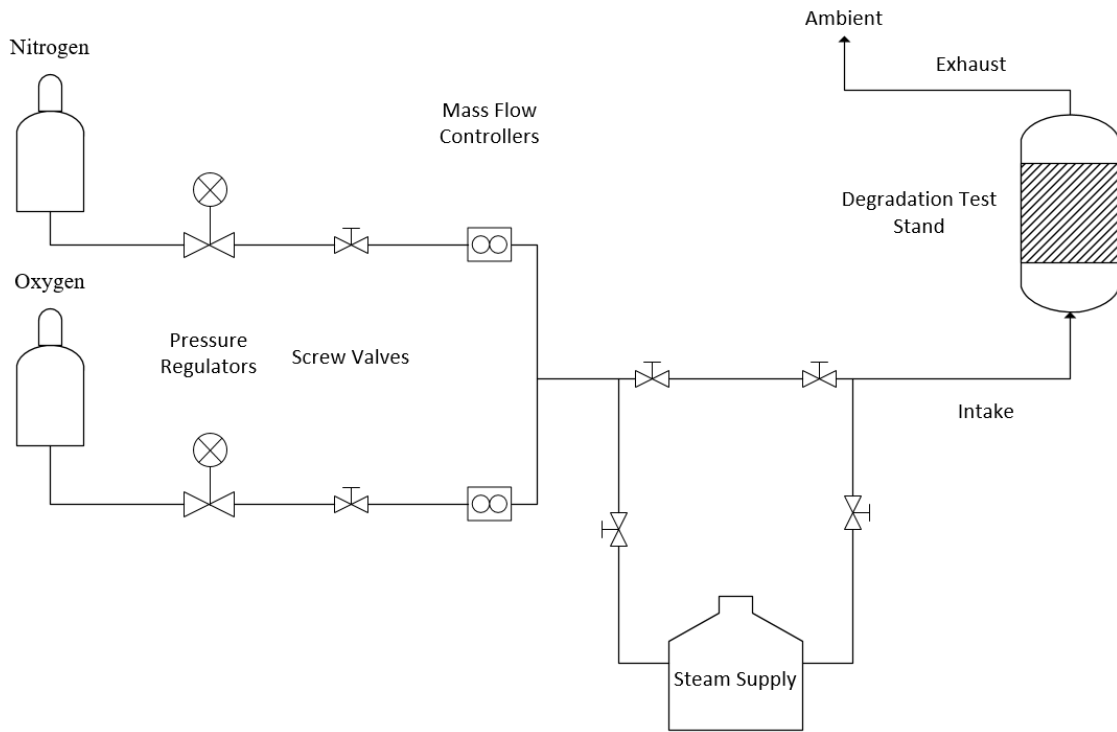 Ambient
Nitrogen
Exhaust
Mass Flow
Controllers
Degradation Test
Stand
Oxygen
Pressure
Regulators
Screw Valves
Intake
Steam Supply